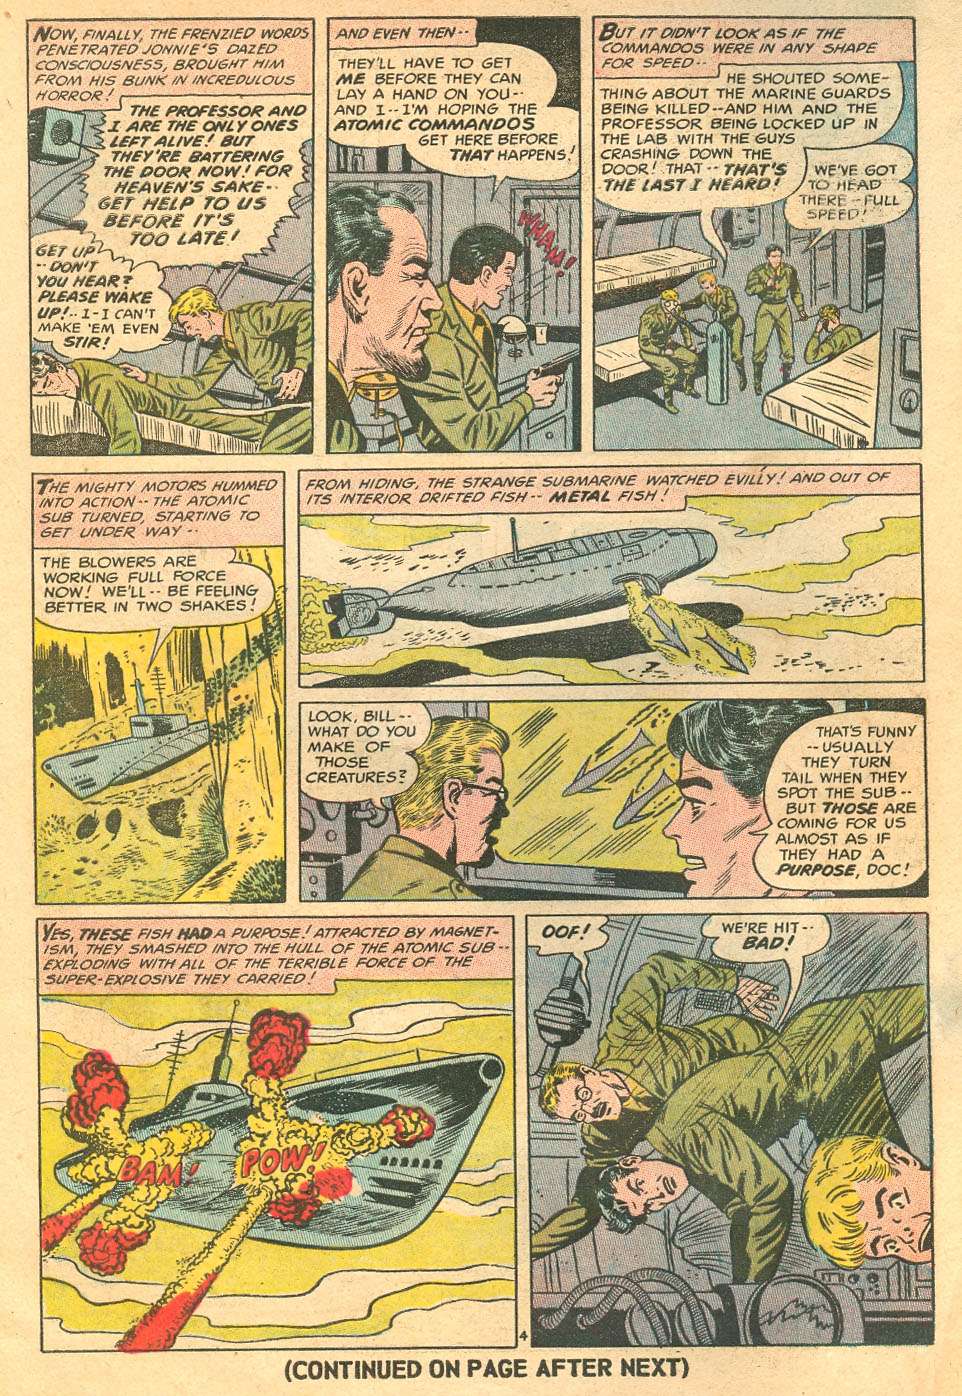 NOW, FINALLY, THE FRENZIED WORDS
PENETRATED JONNIE'S DAZED
CONSCIOUSNESS, BROUGHT HIM
FROM HIS BUNK IN INCREDULOUS
HORROR!
THE PROFESSOR AND
I ARE THE ONLY ONES
LEFT ALIVE! BUT
THEY'RE BATTERING
THE DOOR NOW! FOR
HEAVEN'S SAKE--
GET HELP TO US
BEFORE IT'S
TOO LATE!
GET UP
--DON'T
YOU HEAR?
PLEASE WAKE
UP!--I-I CAN'T
MAKE 'EM EVEN
STIR!
AND EVEN THEN--
THEY'LL HAVE TO GET
ME BEFORE THEY CAN
LAY A HAND ON YOU--
AND I--I'M HOPING THE
ATOMIC COMMANDOS
GET HERE BEFORE
THAT HAPPENS!
WHAM!
BUT IT DIDN'T LOOK AS IF THE
COMMANDOS WERE IN ANY SHAPE
FOR SPEED--
HE SHOUTED SOME-
THING ABOUT THE MARINE GUARDS
BEING KILLED--AND HIM AND THE
PROFESSOR BEING LOCKED UP IN
THE LAB WITH THE GUYS
CRASHING DOWN THE
DOOR! THAT--THAT'S
THE LAST I HEARD!
WE'VE GOT
TO HEAD
THERE--FULL
SPEED!
THE MIGHTY MOTORS HUMMED
INTO ACTION--THE ATOMIC
SUB TURNED, STARTING TO
GET UNDER WAY--
THE BLOWERS ARE
WORKING FULL FORCE
NOW! WE'LL--BE FEELING
BETTER IN TWO SHAKES!
FROM HIDING, THE STRANGE SUBMARINE WATCHED EVILLY! AND OUT OF
ITS INTERIOR DRIFTED FISH--METAL FISH!
LOOK, BILL--
WHAT DO YOU
MAKE OF
THOSE
CREATURES?
THAT'S FUNNY
--USUALLY
THEY TURN
TAIL WHEN THEY
SPOT THE SUB--
BUT THOSE ARE
COMING FOR US
ALMOST AS IF
THEY HAD A
PURPOSE, DOC!
YES, THESE FISH HAD A PURPOSE! ATTRACTED BY MAGNET-
ISM, THEY SMASHED INTO THE HULL OF THE ATOMIC SUB--
EXPLODING WITH ALL OF THE TERRIBLE FORCE OF THE
SUPER-EXPLOSIVE THEY CARRIED!
BAM!
POW!
OOF!
WE'RE HIT--
BAD!
4
(CONTINUED ON PAGE AFTER NEXT)